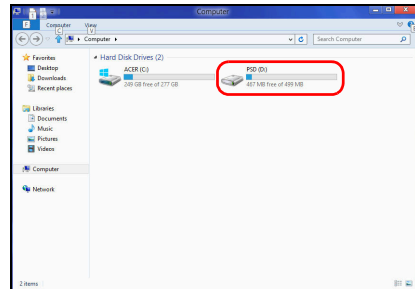 Computer
F Computer View
C V
Computer Search Computer
Favorites
Desktop
Downloads
Recent places
Libraries
Documents
Music
Pictures
Videos
Computer
Network
Hard Disk Drives (2)
ACER (C:) PSD (D:)
249 GB free of 277 GB 487 MB free of 499 MB
2 items